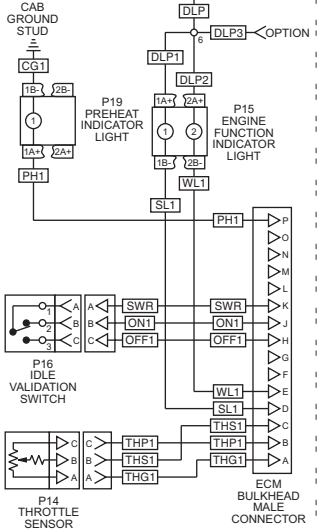 CAB
GROUND
STUD
CG1
DLP
6
DLP3
OPTION
DLP1
DLP2
1B- 2B-
1
1A+ 2A+
PH1
P19
PREHEAT
INDICATOR
LIGHT
1A+ 2A+
1 2
1B- 2B-
P15
ENGINE
FUNCTION
INDICATOR
LIGHT
WL1
SL1
PH1 P
O
N
M
L
1 A A SWR SWR K
2 B B ON1 ON1 J
3 C C OFF1 OFF1 H
G
F
WL1 E
SL1 D
P16
IDLE
VALIDATION
SWITCH
THS1 C
C C THP1 THP1 B
B B THS1
A A THG1 THG1 A
P14
THROTTLE
SENSOR
ECM
BULKHEAD
MALE
CONNECTOR